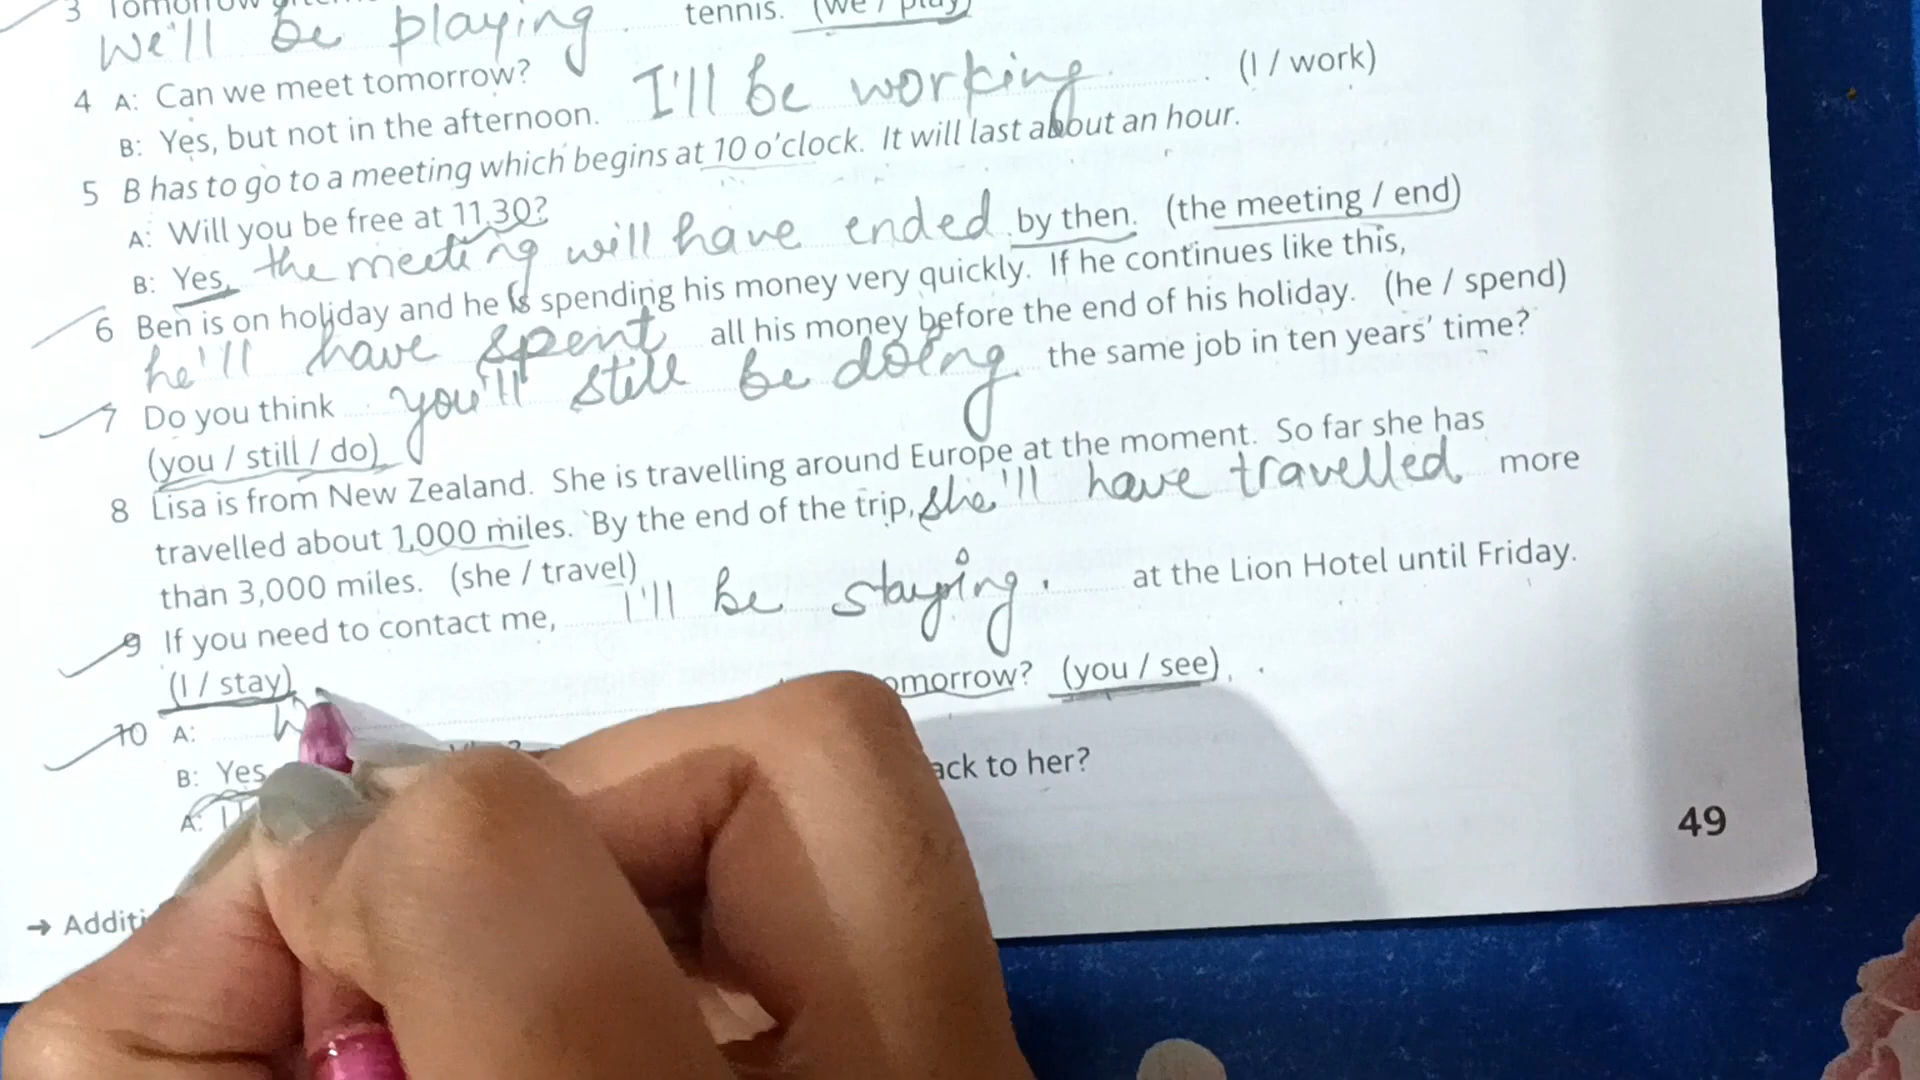 3 Tomorrow
we'll be playing tennis. (we / play)
4 A: Can we meet tomorrow?
B: Yes, but not in the afternoon. I'll be working . (I / work)
5 B has to go to a meeting which begins at 10 o'clock. It will last about an hour.
A: Will you be free at 11.30?
B: Yes, the meeting will have ended by then. (the meeting / end)
6 Ben is on holiday and he is spending his money very quickly. If he continues like this,
he'll have spent all his money before the end of his holiday. (he / spend)
7 Do you think you'll still be doing the same job in ten years' time?
(you / still / do)
8 Lisa is from New Zealand. She is travelling around Europe at the moment. So far she has
travelled about 1,000 miles. By the end of the trip, she'll have travelled more
than 3,000 miles. (she / travel)
9 If you need to contact me, i'll be staying. at the Lion Hotel until Friday.
(I / stay)
10 A: omorrow? (you / see)
B: Yes ack to her?
A:
49
→ Additi